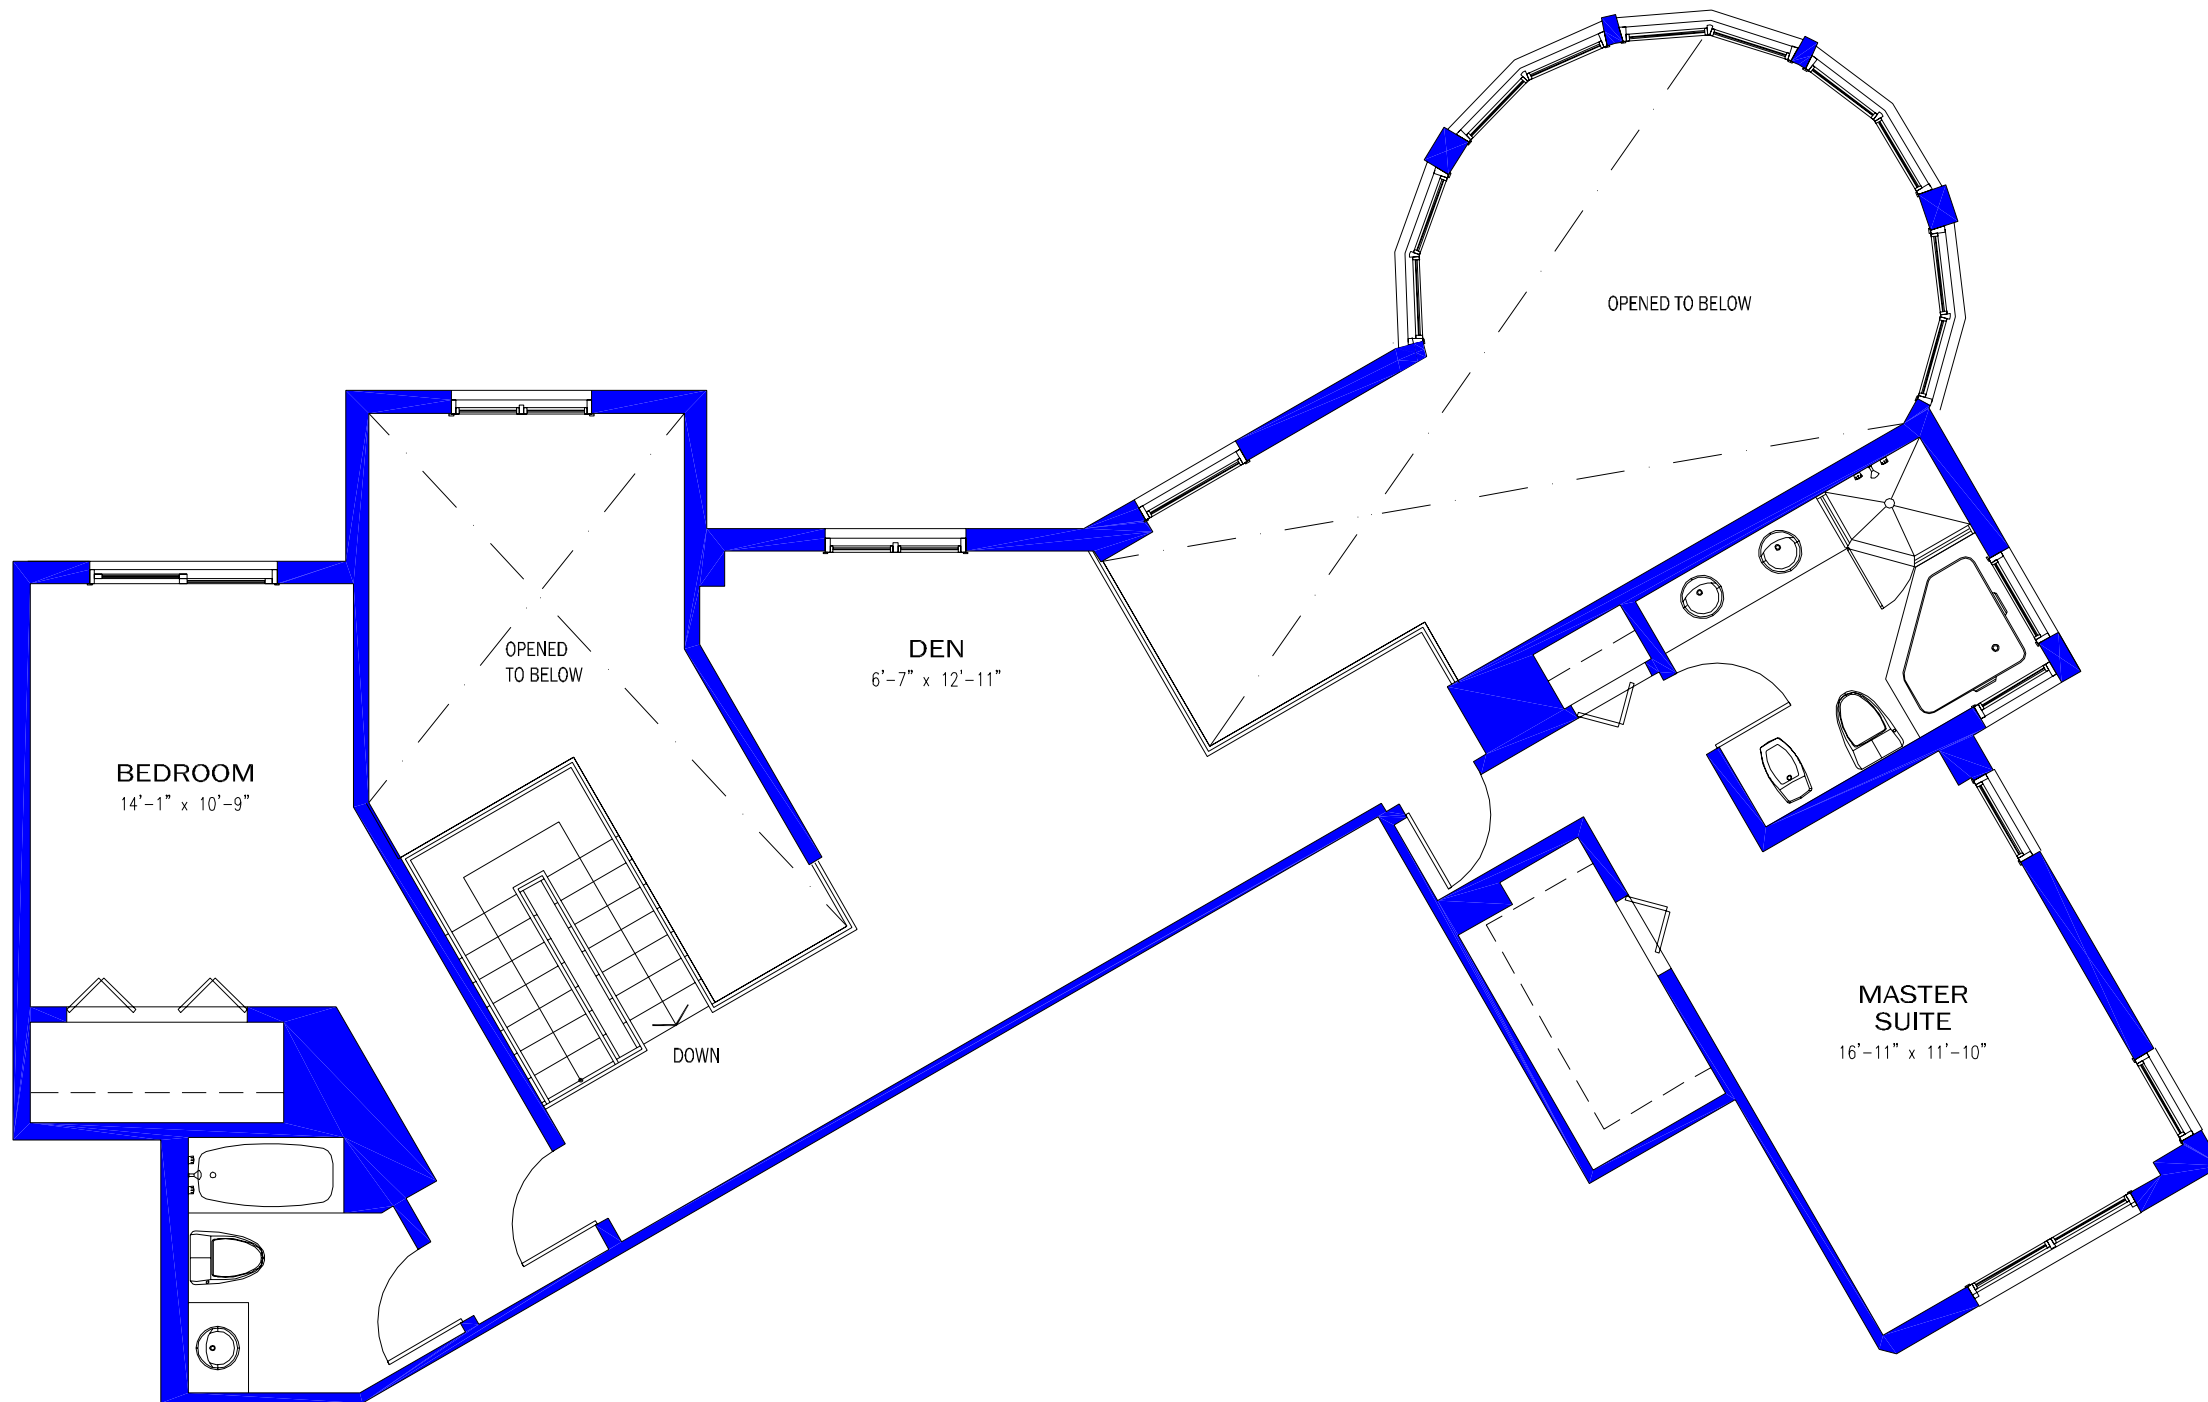 OPENED TO BELOW
OPENED
TO BELOW
DEN
6'-7" x 12'-11"
BEDROOM
14'-1" x 10'-9"
DOWN
MASTER
SUITE
16'-11" x 11'-10"